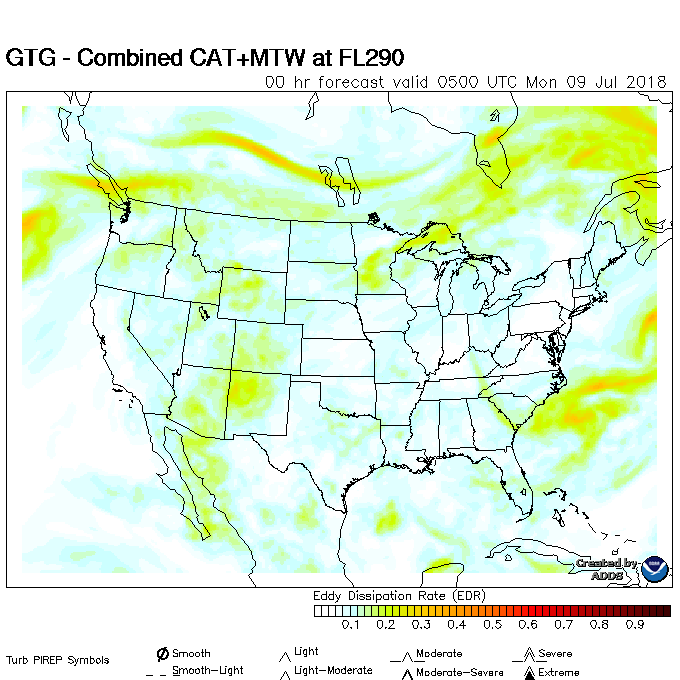 GTG - Combined CAT+MTW at FL290
00 hr forecast valid 0500 UTC Mon 09 Jul 2018
Created by
ADDS
NOAA
Eddy Dissipation Rate (EDR)
0.1 0.2 0.3 0.4 0.5 0.6 0.7 0.8 0.9
Turb PIREP Symbols
Smooth Light Moderate Severe
Smooth-Light Light-Moderate Moderate-Severe Extreme